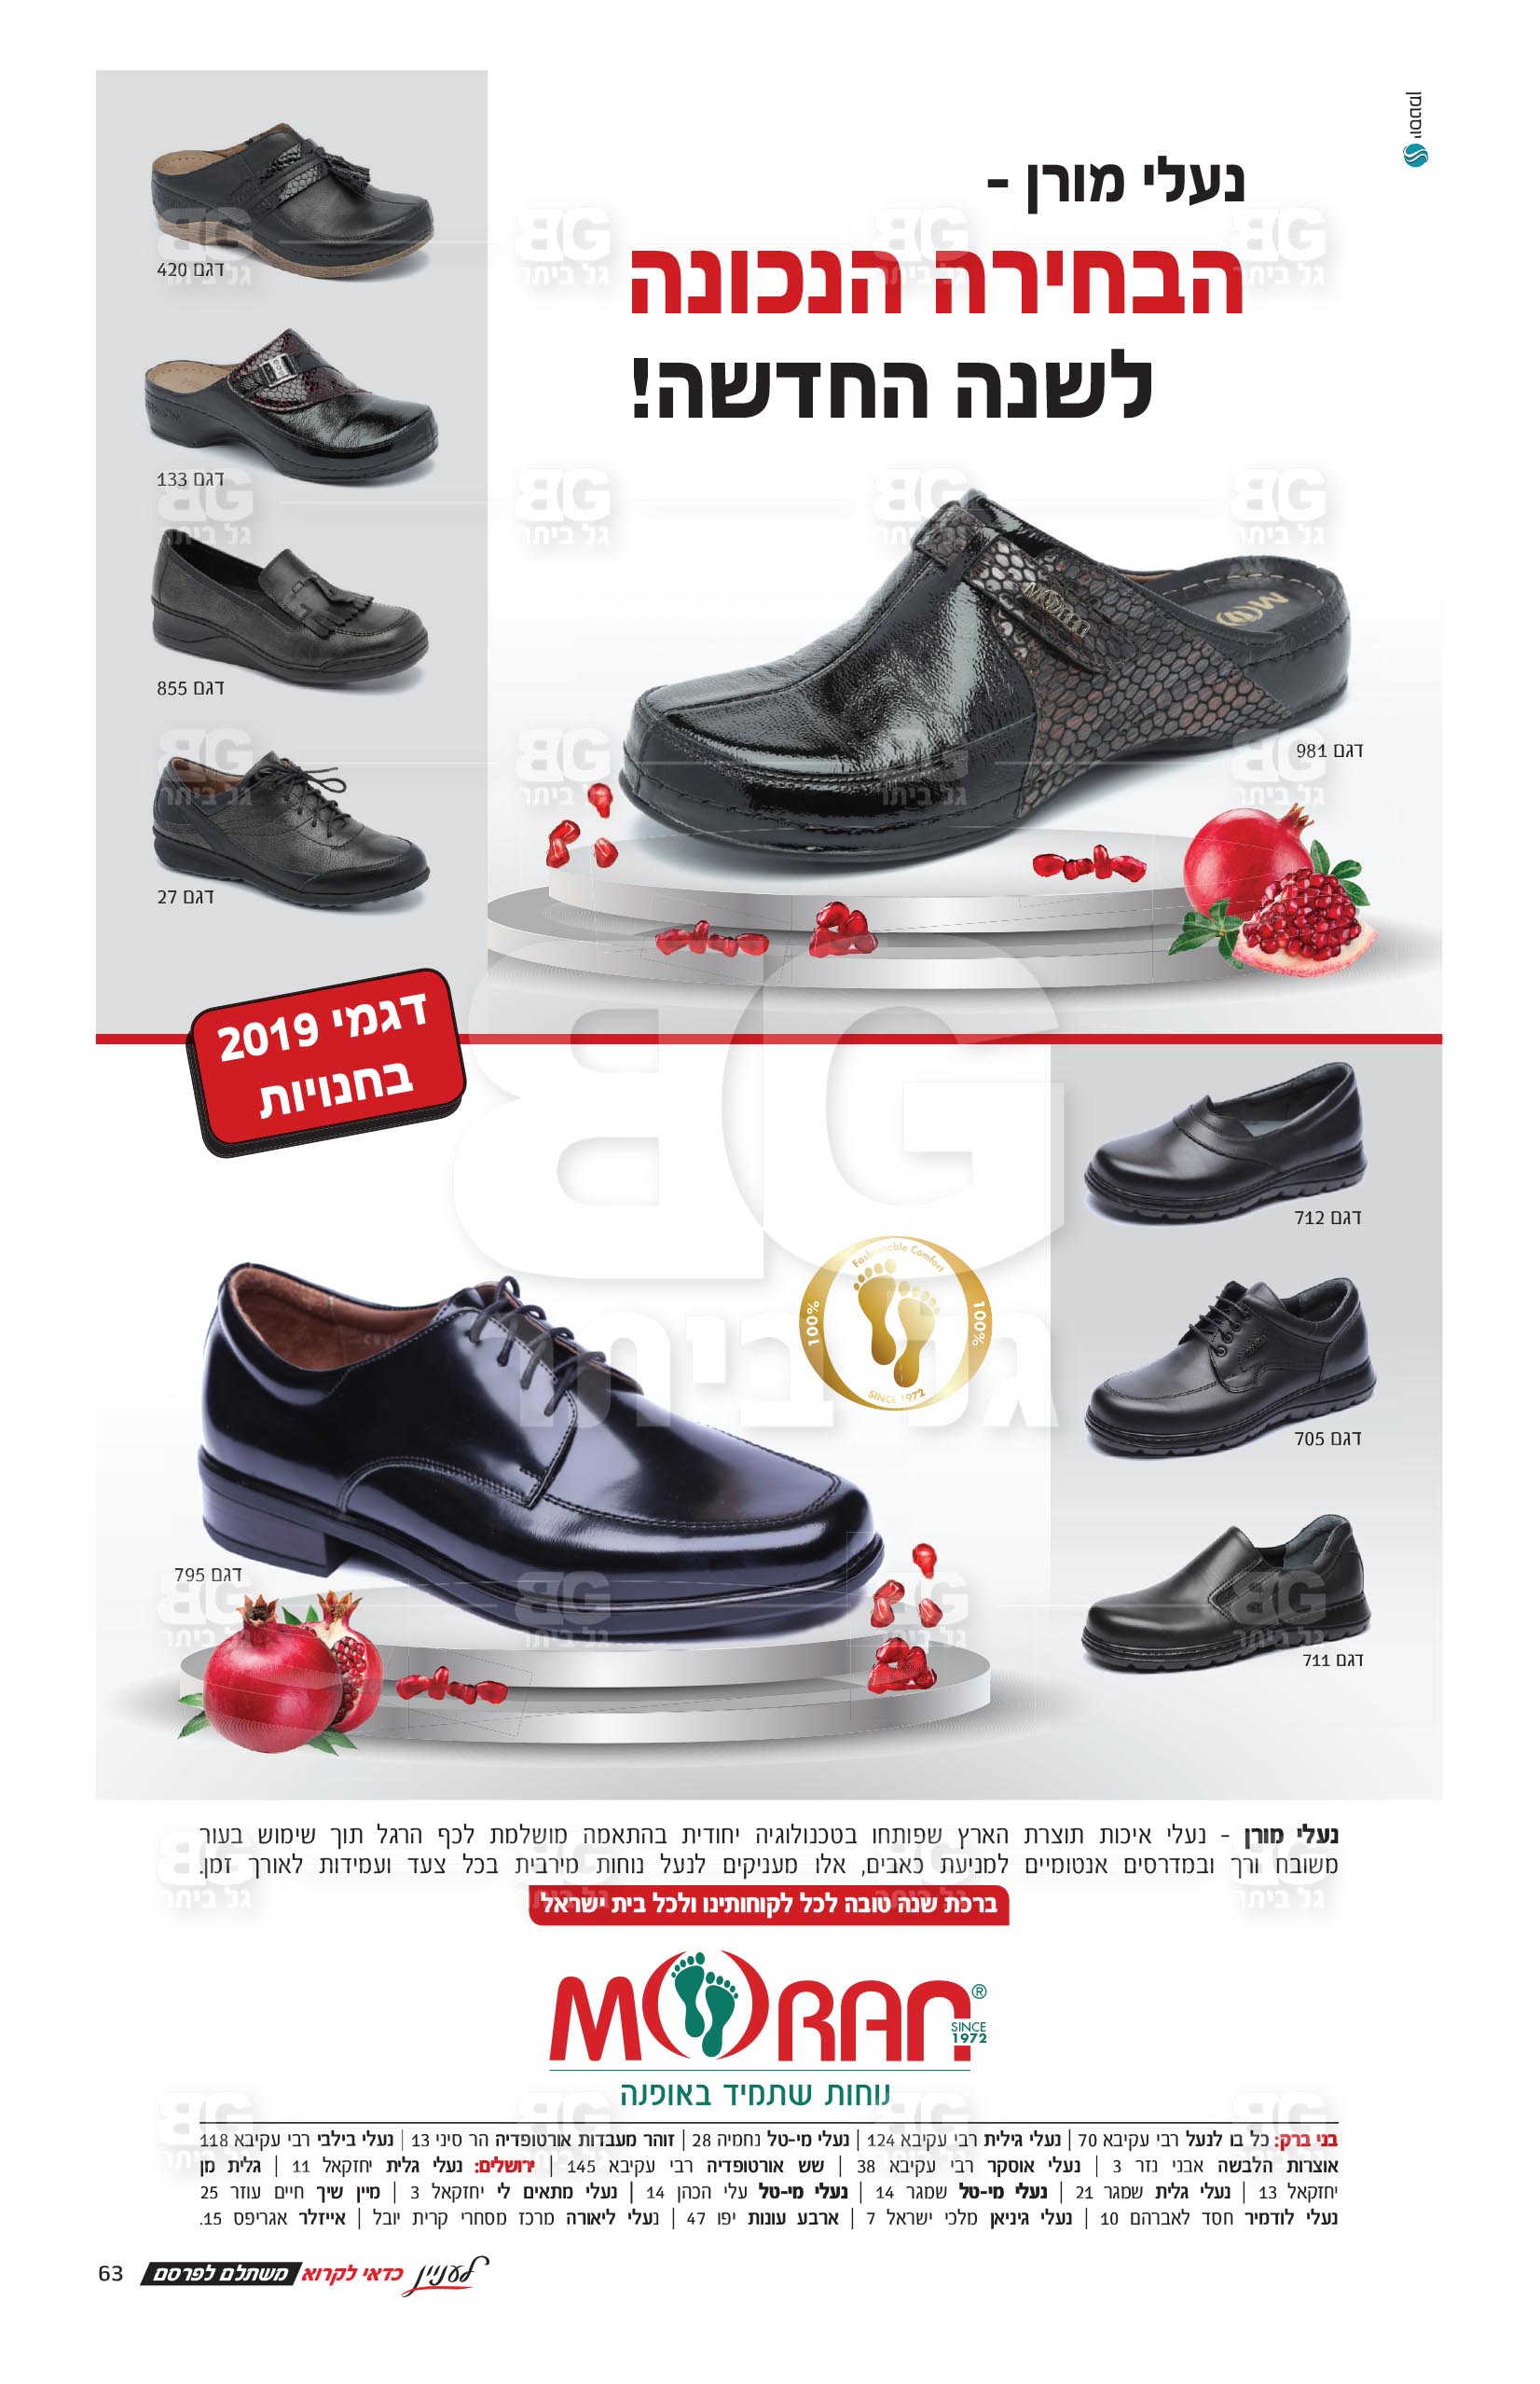 יוסטמן
נעלי מורן -
הבחירה הנכונה
לשנה החדשה!
דגם 420
דגם 133
דגם 855
דגם 27
דגם 981
דגמי 2019
בחנויות
דגם 712
דגם 705
דגם 711
דגם 795
Fashionable Comfort
100%
100%
SINCE 1972
BG
גל ביתר
נעלי מורן - נעלי איכות תוצרת הארץ שפותחו בטכנולוגיה יחודית בהתאמה מושלמת לכף הרגל תוך שימוש בעור
משובח ורך ובמדרסים אנטומיים למניעת כאבים, אלו מעניקים לנעל נוחות מירבית בכל צעד ועמידות לאורך זמן.
ברכת שנה טובה לכל לקוחותינו ולכל בית ישראל
MORAN®
SINCE
1972
נוחות שתמיד באופנה
בני ברק: כל בו לנעל רבי עקיבא 70 | נעלי גילית רבי עקיבא 124 | נעלי מי-טל נחמיה 28 | זוהר מעבדות אורטופדיה הר סיני 13 | נעלי בילבי רבי עקיבא 118
אוצרות הלבשה אבני נזר 3 | נעלי אוסקר רבי עקיבא 38 | שש אורטופדיה רבי עקיבא 145 | ירושלים: נעלי גלית יחזקאל 11 | גלית מן
יחזקאל 13 | נעלי גלית שמגר 21 | נעלי מי-טל שמגר 14 | נעלי מי-טל עלי הכהן 14 | נעלי מתאים לי יחזקאל 3 | מיין שיך חיים עוזר 25
נעלי לודמיר חסד לאברהם 10 | נעלי גיניאן מלכי ישראל 7 | ארבע עונות יפו 47 | נעלי ליאורה מרכז מסחרי קרית יובל | אייזלר אגריפס 15.
לעניין כדאי לקרוא משתלם לפרסם 63